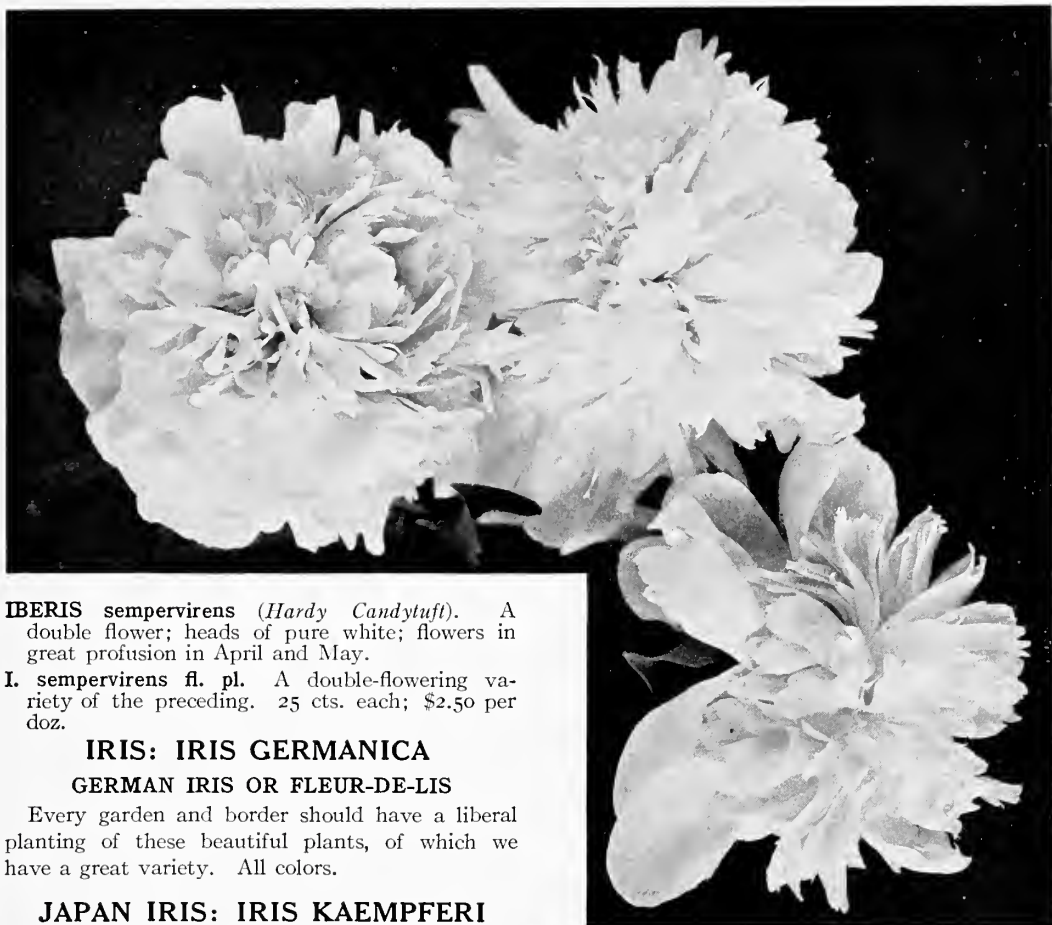 IBERIS sempervirens (Hardy Candytuft). A
double flower; heads of pure white; flowers in
great profusion in April and May.
I. sempervirens fl. pl. A double-flowering va-
riety of the preceding. 25 cts. each; $2.50 per
doz.
IRIS: IRIS GERMANICA
GERMAN IRIS OR FLEUR-DE-LIS
Every garden and border should have a liberal
planting of these beautiful plants, of which we
have a great variety. All colors.
JAPAN IRIS: IRIS KAEMPFERI